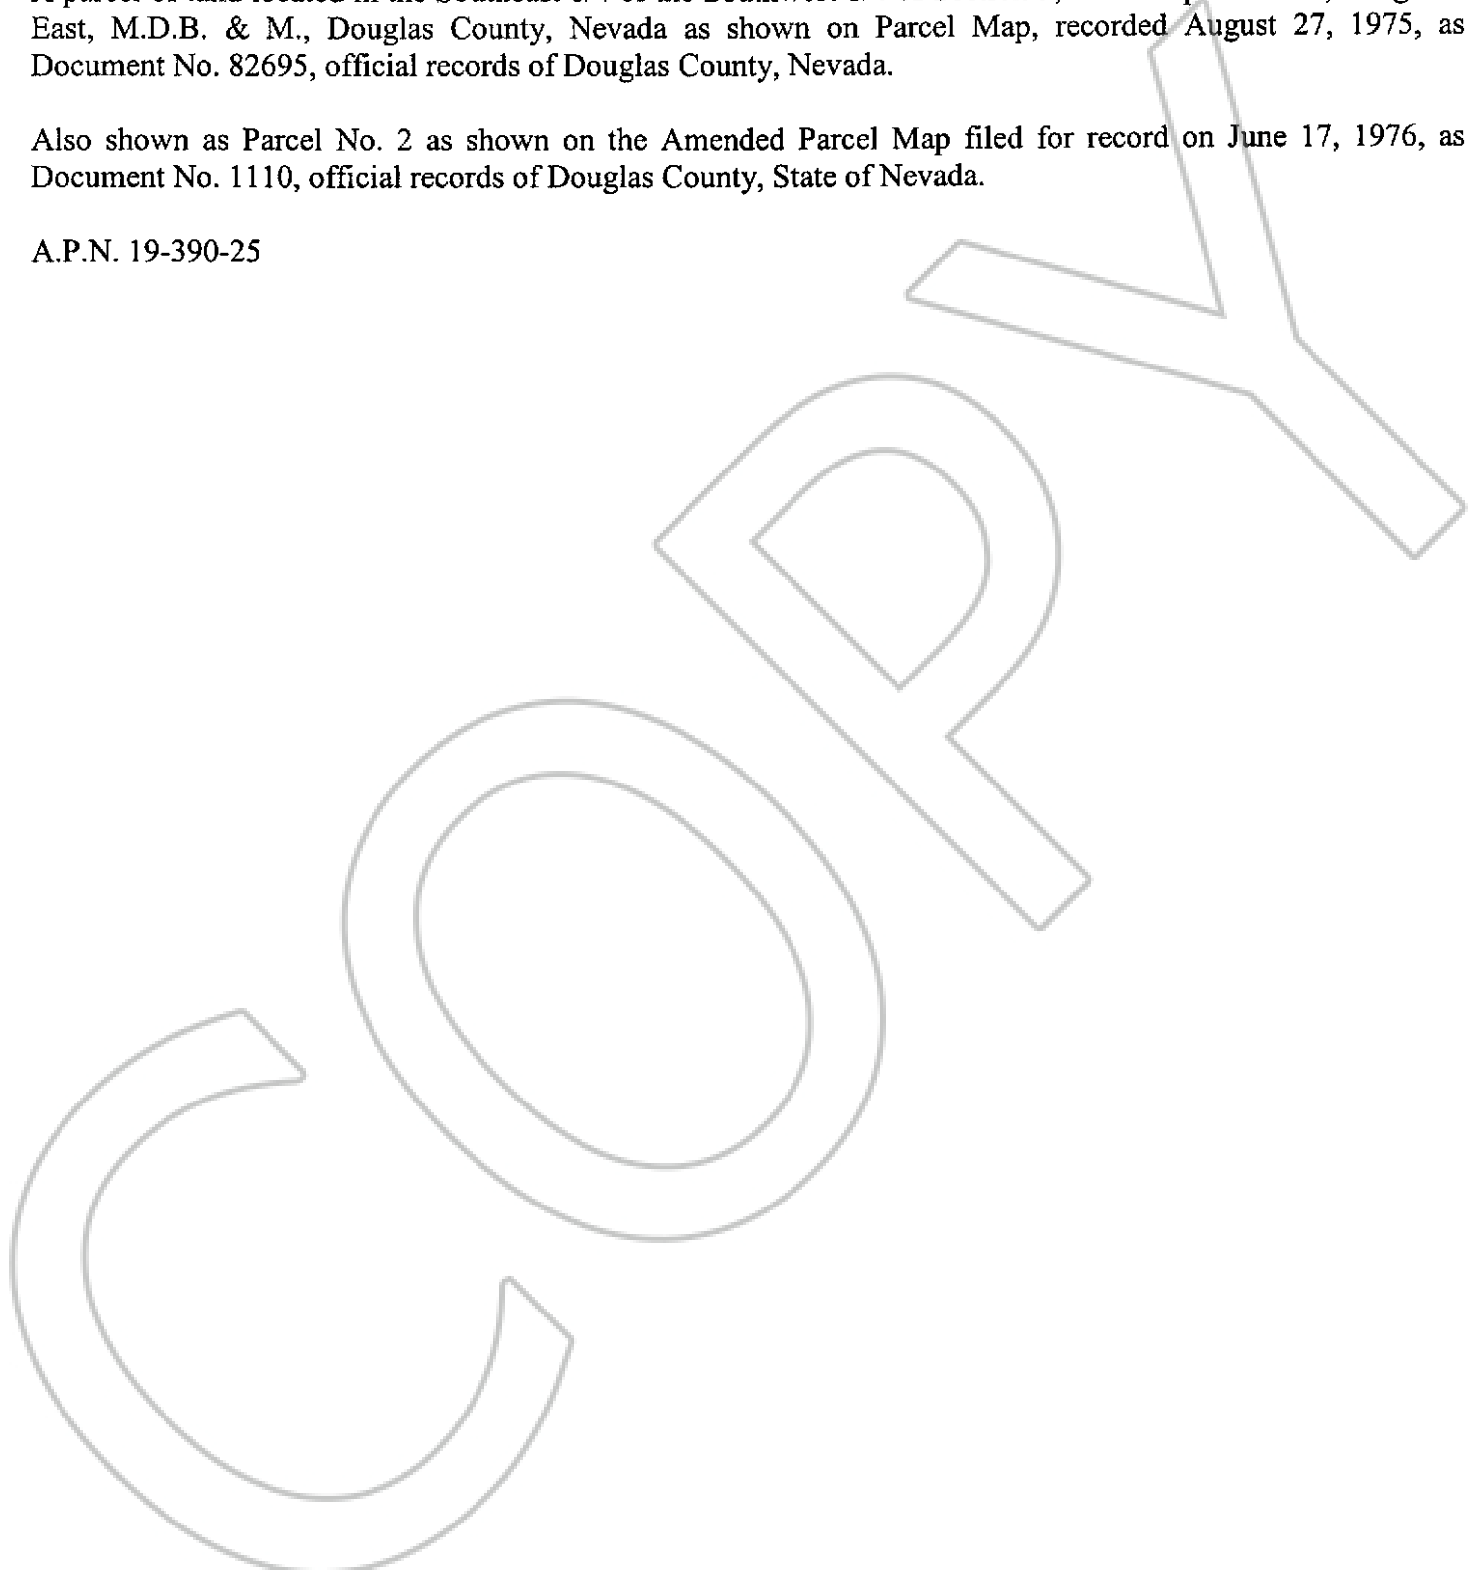 East, M.D.B. & M., Douglas County, Nevada as shown on Parcel Map, recorded August 27, 1975, as
Document No. 82695, official records of Douglas County, Nevada.
Also shown as Parcel No. 2 as shown on the Amended Parcel Map filed for record on June 17, 1976, as
Document No. 1110, official records of Douglas County, State of Nevada.
A.P.N. 19-390-25
COPY